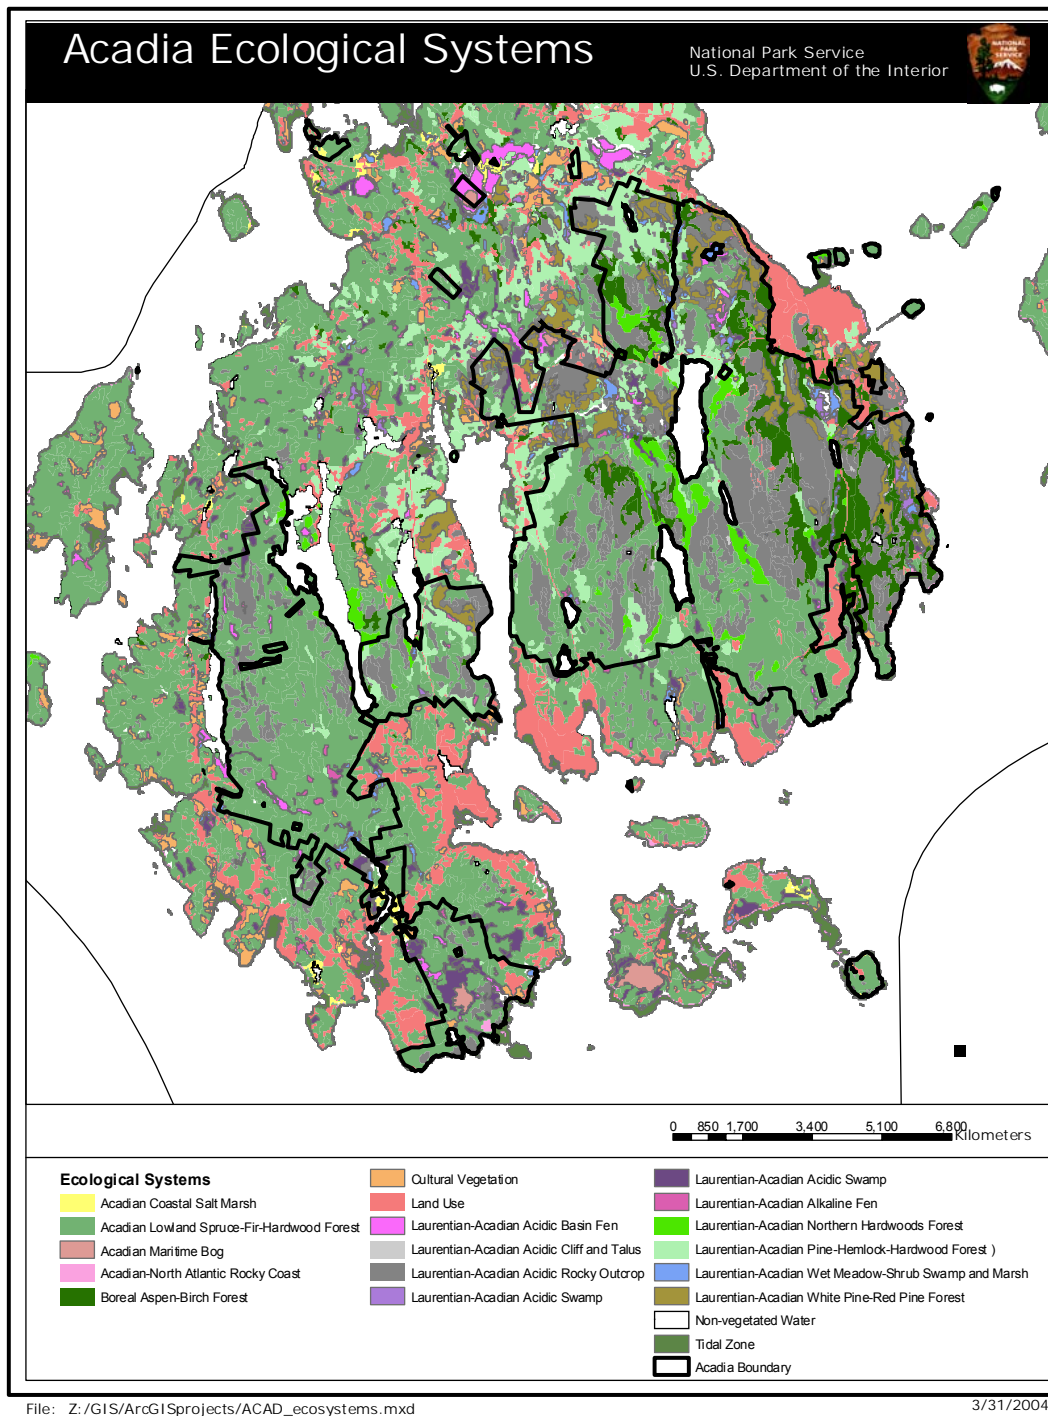 Acadia Ecological Systems
National Park Service
U.S. Department of the Interior
NATIONAL
PARK
SERVICE
0 850 1,700 3,400 5,100 6,800
Kilometers
Ecological Systems
Acadian Coastal Salt Marsh
Acadian Lowland Spruce-Fir-Hardwood Forest
Acadian Maritime Bog
Acadian-North Atlantic Rocky Coast
Boreal Aspen-Birch Forest
Cultural Vegetation
Land Use
Laurentian-Acadian Acidic Basin Fen
Laurentian-Acadian Acidic Cliff and Talus
Laurentian-Acadian Acidic Rocky Outcrop
Laurentian-Acadian Acidic Swamp
Laurentian-Acadian Acidic Swamp
Laurentian-Acadian Alkaline Fen
Laurentian-Acadian Northern Hardwoods Forest
Laurentian-Acadian Pine-Hemlock-Hardwood Forest )
Laurentian-Acadian Wet Meadow-Shrub Swamp and Marsh
Laurentian-Acadian White Pine-Red Pine Forest
Non-vegetated Water
Tidal Zone
Acadia Boundary
File: Z:/GIS/ArcGISprojects/ACAD_ecosystems.mxd
3/31/2004